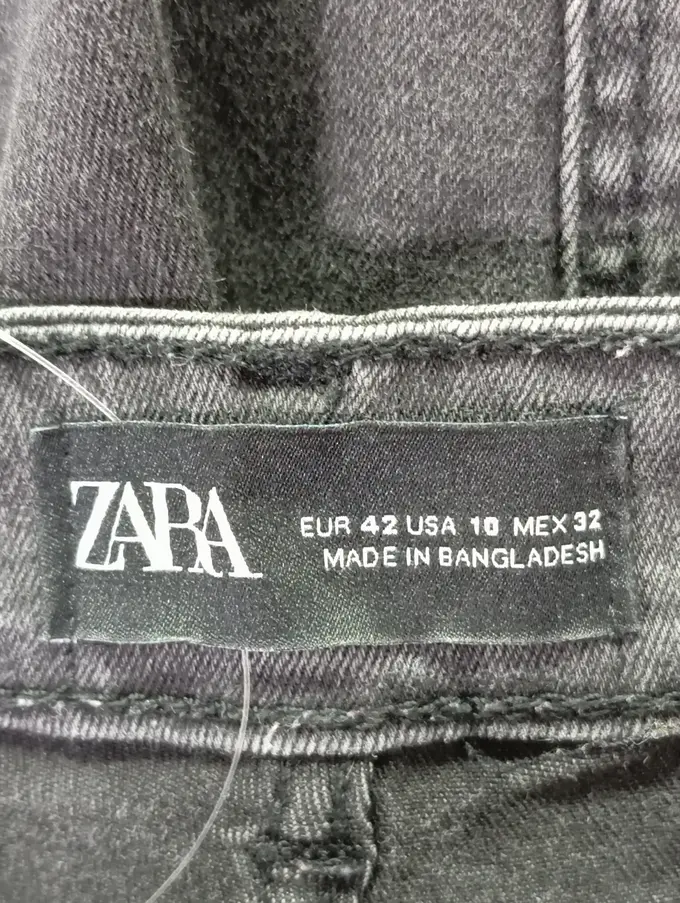 ZARA
EUR 42 USA 10 MEX 32
MADE IN BANGLADESH